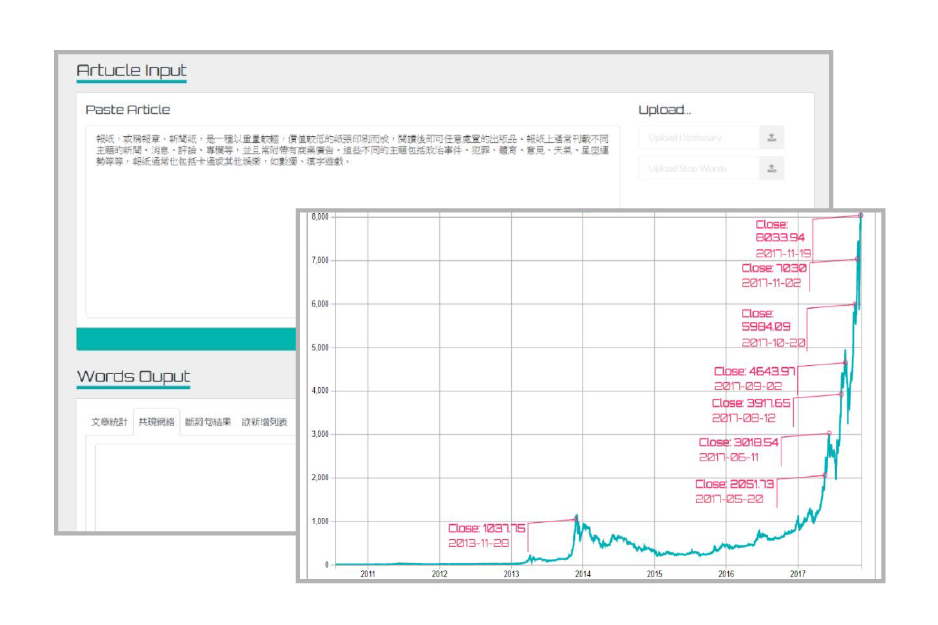 Artucle Input
Paste Article
Upload...
報紙，或稱報章、新聞紙，是一種以重量較輕，價值較低的紙張印刷而成，閱讀後即可任意處置的出版品。報紙上通常刊載不同
主題的新聞、消息、評論、專欄等，並且常附帶有商業廣告。這些不同的主題包括政治事件、犯罪、體育、意見、天氣、星座運
勢等等，報紙通常也包括卡通或其他娛樂，如數獨、填字遊戲。
Upload Dictionary
Upload Stop Words
Words Ouput
文章統計
共現網絡
斷詞句結果
欲新增列表
8,000
7,000
6,000
5,000
4,000
3,000
2,000
1,000
0
Close:
8033.94
2017-11-19
Close: 7030
2017-11-02
Close:
5984.09
2017-10-20
Close: 4643.97
2017-09-02
Close: 3917.65
2017-08-12
Close: 3018.54
2017-06-11
Close: 2051.73
2017-05-20
Close: 1037.75
2013-11-28
2011
2012
2013
2014
2015
2016
2017